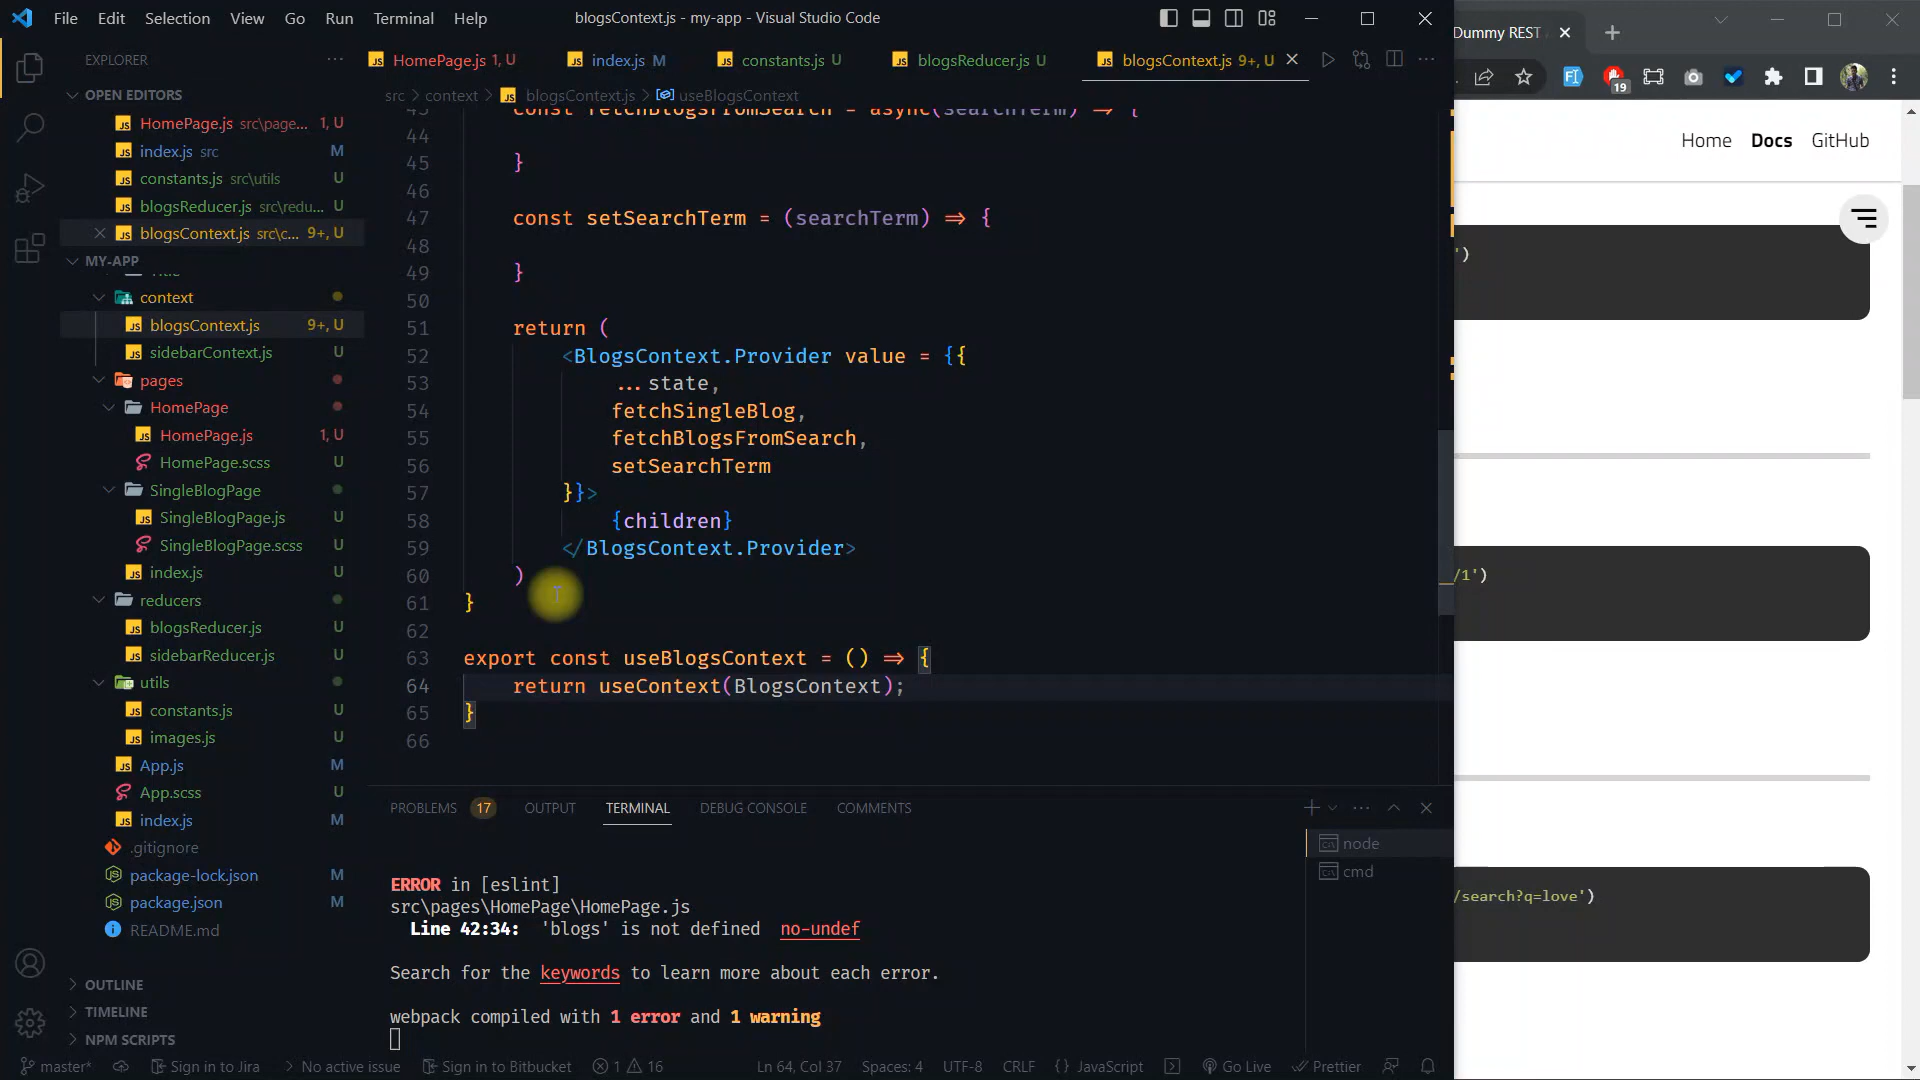 File Edit Selection View Go Run Terminal Help
blogsContext.js - my-app - Visual Studio Code
Dummy REST
EXPLORER
HomePage.js 1, U
index.js M
constants.js U
blogsReducer.js U
blogsContext.js 9+, U
19
src > context > blogsContext.js > useBlogsContext
OPEN EDITORS
HomePage.js src\page... 1, U
index.js src M
constants.js src\utils U
blogsReducer.js src\redu... U
blogsContext.js src\c... 9+, U
MY-APP
Title
context
blogsContext.js 9+, U
sidebarContext.js U
pages
HomePage
HomePage.js 1, U
HomePage.scss U
SingleBlogPage
SingleBlogPage.js U
SingleBlogPage.scss U
index.js U
reducers
blogsReducer.js U
sidebarReducer.js U
utils
constants.js U
images.js U
App.js M
App.scss U
index.js M
.gitignore
package-lock.json M
package.json M
README.md
OUTLINE
TIMELINE
NPM SCRIPTS
43 const fetchBlogsFromSearch = async(searchTerm) => {
44
45 }
46
47 const setSearchTerm = (searchTerm) => {
48
49 }
50
51 return (
52 <BlogsContext.Provider value = {{
53 ...state,
54 fetchSingleBlog,
55 fetchBlogsFromSearch,
56 setSearchTerm
57 }}>
58 {children}
59 </BlogsContext.Provider>
60 )
61 }
62
63 export const useBlogsContext = () => {
64 return useContext(BlogsContext);
65 }
66
PROBLEMS 17 OUTPUT TERMINAL DEBUG CONSOLE COMMENTS
node
cmd
ERROR in [eslint]
src\pages\HomePage\HomePage.js
Line 42:34: 'blogs' is not defined no-undef
Search for the keywords to learn more about each error.
webpack compiled with 1 error and 1 warning
master* Sign in to Jira No active issue Sign in to Bitbucket 1 16 Ln 64, Col 37 Spaces: 4 UTF-8 CRLF {} JavaScript Go Live Prettier
Home Docs GitHub
')
/1')
/search?q=love')